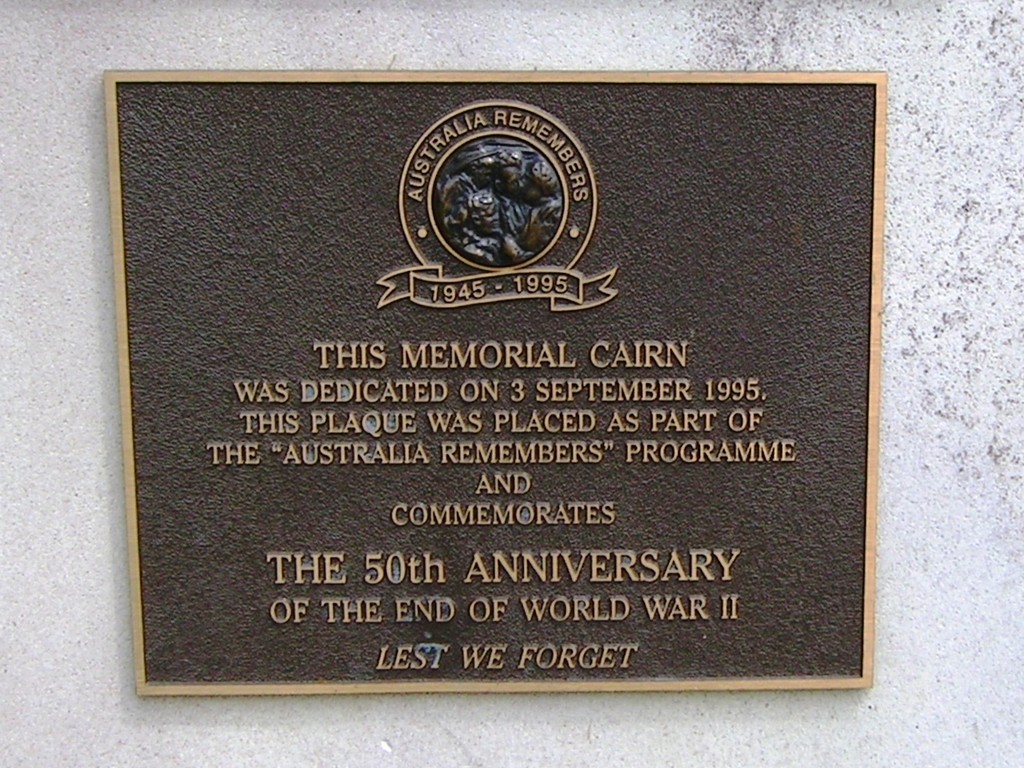 AUSTRALIA REMEMBERS
1945 - 1995
THIS MEMORIAL CAIRN
WAS DEDICATED ON 3 SEPTEMBER 1995.
THIS PLAQUE WAS PLACED AS PART OF
THE "AUSTRALIA REMEMBERS" PROGRAMME
AND
COMMEMORATES
THE 50th ANNIVERSARY
OF THE END OF WORLD WAR II
LEST WE FORGET